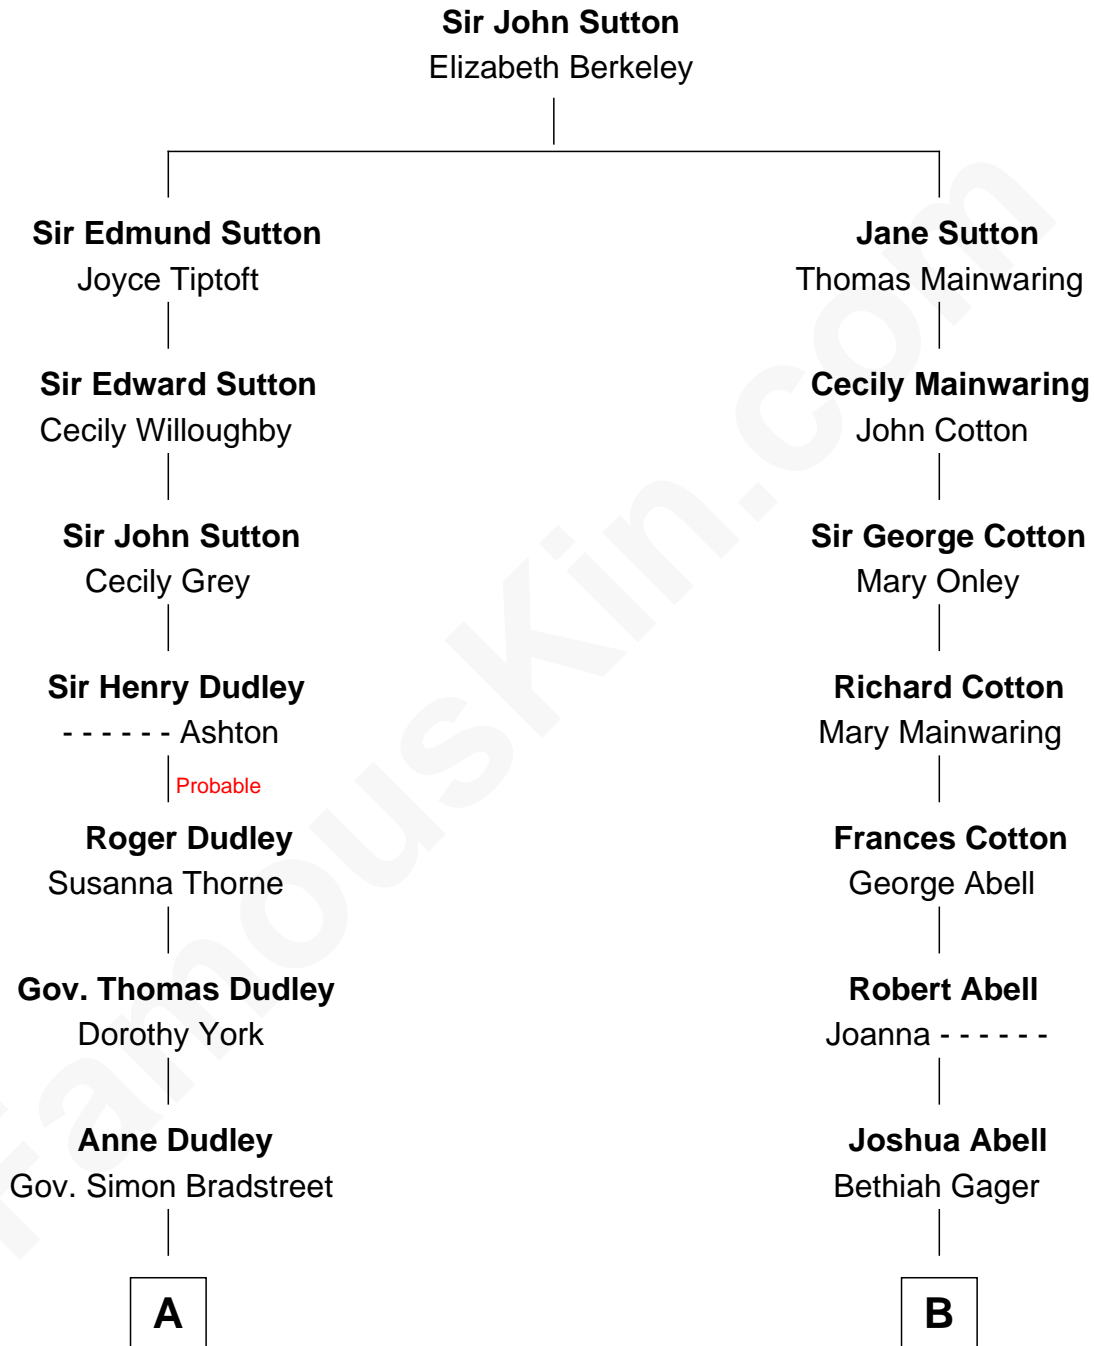 Sir John Sutton
Elizabeth Berkeley
Sir Edmund Sutton
Joyce Tiptoft
Jane Sutton
Thomas Mainwaring
Sir Edward Sutton
Cecily Willoughby
Cecily Mainwaring
John Cotton
Sir John Sutton
Cecily Grey
Sir George Cotton
Mary Onley
Sir Henry Dudley
- - - - - - Ashton
Richard Cotton
Mary Mainwaring
Probable
Roger Dudley
Susanna Thorne
Frances Cotton
George Abell
Gov. Thomas Dudley
Dorothy York
Robert Abell
Joanna - - - - - -
Anne Dudley
Gov. Simon Bradstreet
Joshua Abell
Bethiah Gager
A
B
FamousKin.com